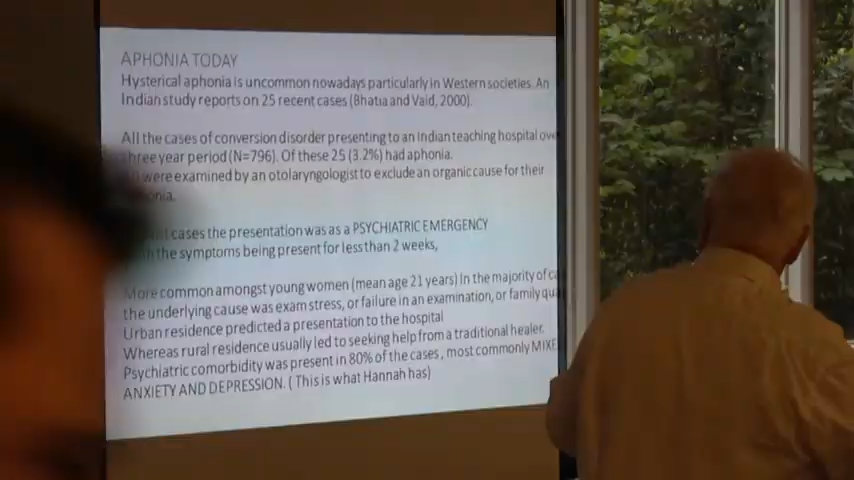 APHONIA TODAY
Hysterical aphonia is uncommon nowadays particularly in Western societies. An
Indian study reports on 25 recent cases (Bhatia and Vaid, 2000).
All the cases of conversion disorder presenting to an Indian teaching hospital ove
three year period (N=796). Of these 25 (3.2%) had aphonia.
were examined by an otolaryngologist to exclude an organic cause for their
cases the presentation was as a PSYCHIATRIC EMERGENCY
the symptoms being present for less than 2 weeks,
More common amongst young women (mean age 21 years) In the majority of ca
the underlying cause was exam stress, or failure in an examination, or family qua
Urban residence predicted a presentation to the hospital
Whereas rural residence usually led to seeking help from a traditional healer.
Psychiatric comorbidity was present in 80% of the cases, most commonly MIXE
ANXIETY AND DEPRESSION. ( This is what Hannah has)